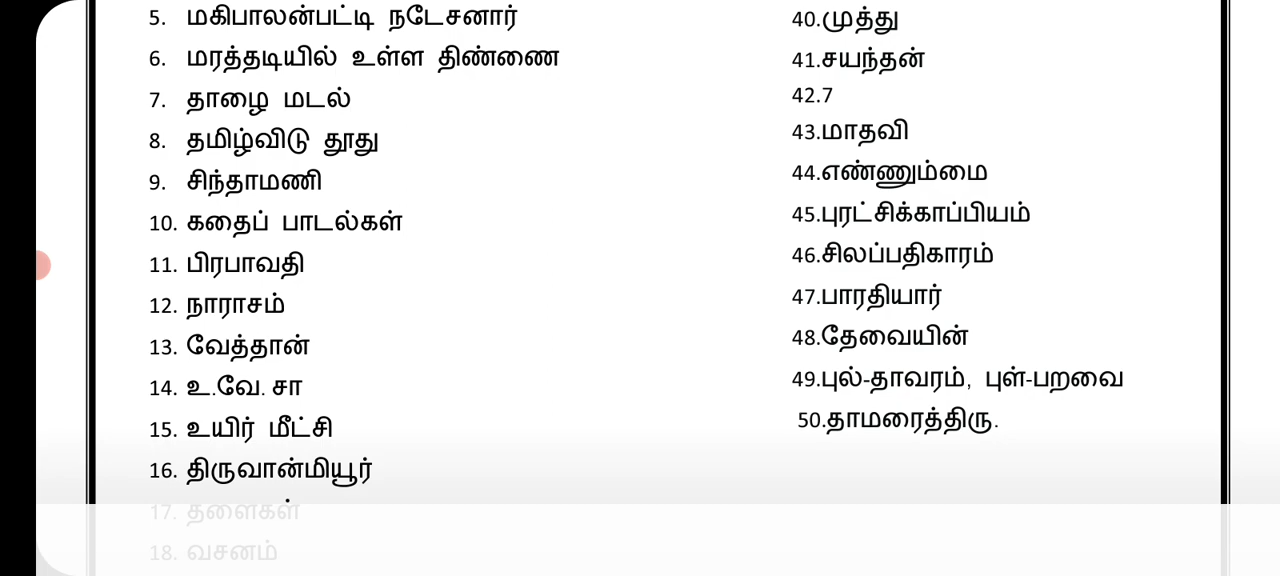 5. மகிபாலன்பட்டி நடேசனார்
6. மரத்தடியில் உள்ள திண்ணை
7. தாழை மடல்
8. தமிழ்விடு தூது
9. சிந்தாமணி
10. கதைப் பாடல்கள்
11. பிரபாவதி
12. நாராசம்
13. வேத்தான்
14. உ.வே. சா
15. உயிர் மீட்சி
16. திருவான்மியூர்
17. தளைகள்
18. வசனம்
40.முத்து
41.சயந்தன்
42.7
43.மாதவி
44.எண்ணும்மை
45.புரட்சிக்காப்பியம்
46.சிலப்பதிகாரம்
47.பாரதியார்
48.தேவையின்
49.புல்-தாவரம், புள்-பறவை
50.தாமரைத்திரு.